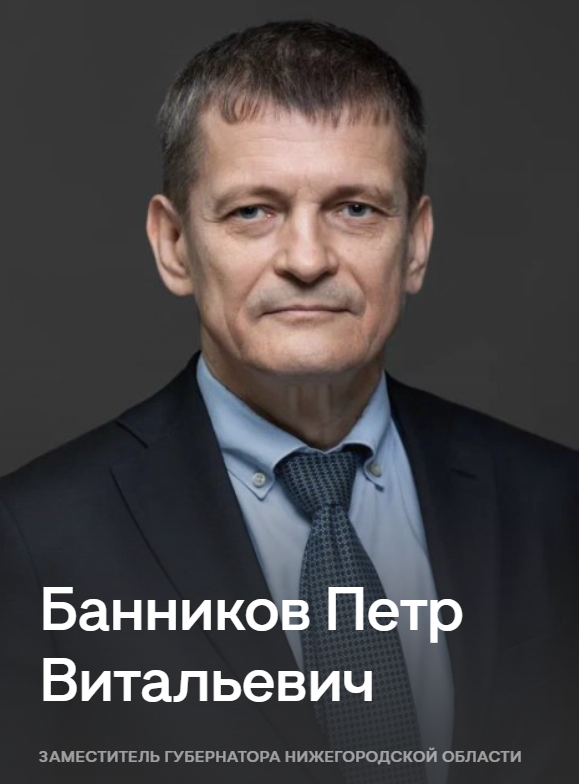 Банников Петр
Витальевич
ЗАМЕСТИТЕЛЬ ГУБЕРНАТОРА НИЖЕГОРОДСКОЙ ОБЛАСТИ